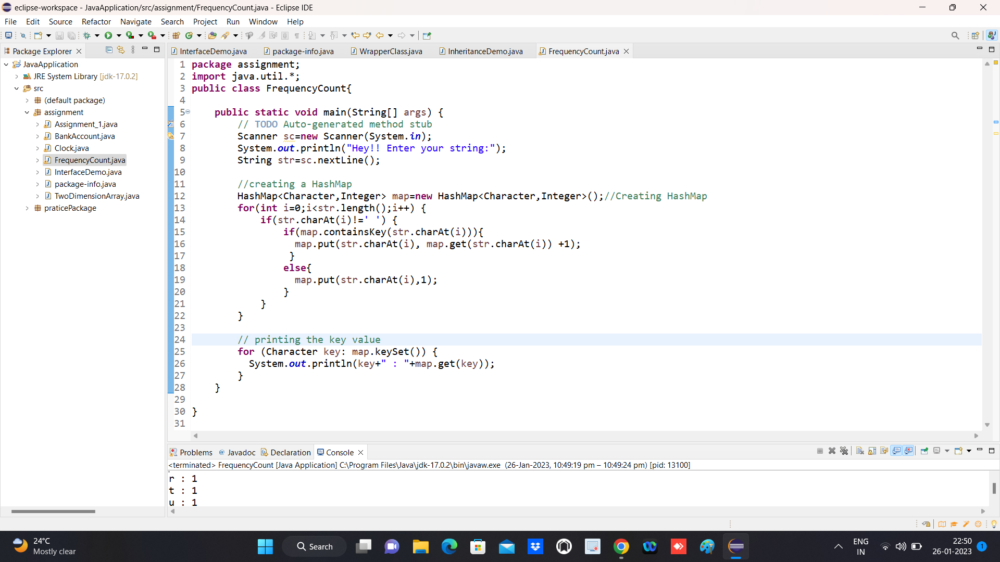 eclipse-workspace - JavaApplication/src/assignment/FrequencyCount.java - Eclipse IDE
File Edit Source Refactor Navigate Search Project Run Window Help
Package Explorer
JavaApplication
JRE System Library [jdk-17.0.2]
src
(default package)
assignment
Assignment_1.java
BankAccount.java
Clock.java
FrequencyCount.java
InterfaceDemo.java
package-info.java
TwoDimensionArray.java
praticePackage
InterfaceDemo.java package-info.java WrapperClass.java InheritanceDemo.java FrequencyCount.java
1 package assignment;
2 import java.util.*;
3 public class FrequencyCount{
4
5 public static void main(String[] args) {
6 // TODO Auto-generated method stub
7 Scanner sc=new Scanner(System.in);
8 System.out.println("Hey!! Enter your string:");
9 String str=sc.nextLine();
10
11 //creating a HashMap
12 HashMap<Character,Integer> map=new HashMap<Character,Integer>();//Creating HashMap
13 for(int i=0;i<str.length();i++) {
14 if(str.charAt(i)!=' ') {
15 if(map.containsKey(str.charAt(i))){
16 map.put(str.charAt(i), map.get(str.charAt(i)) +1);
17 }
18 else{
19 map.put(str.charAt(i),1);
20 }
21 }
22 }
23
24 // printing the key value
25 for (Character key: map.keySet()) {
26 System.out.println(key+" : "+map.get(key));
27 }
28 }
29
30 }
31
Problems Javadoc Declaration Console
<terminated> FrequencyCount [Java Application] C:\Program Files\Java\jdk-17.0.2\bin\javaw.exe (26-Jan-2023, 10:49:19 pm – 10:49:24 pm) [pid: 13100]
r : 1
t : 1
u : 1
24°C
Mostly clear
Search
ENG
IN
22:50
26-01-2023
1